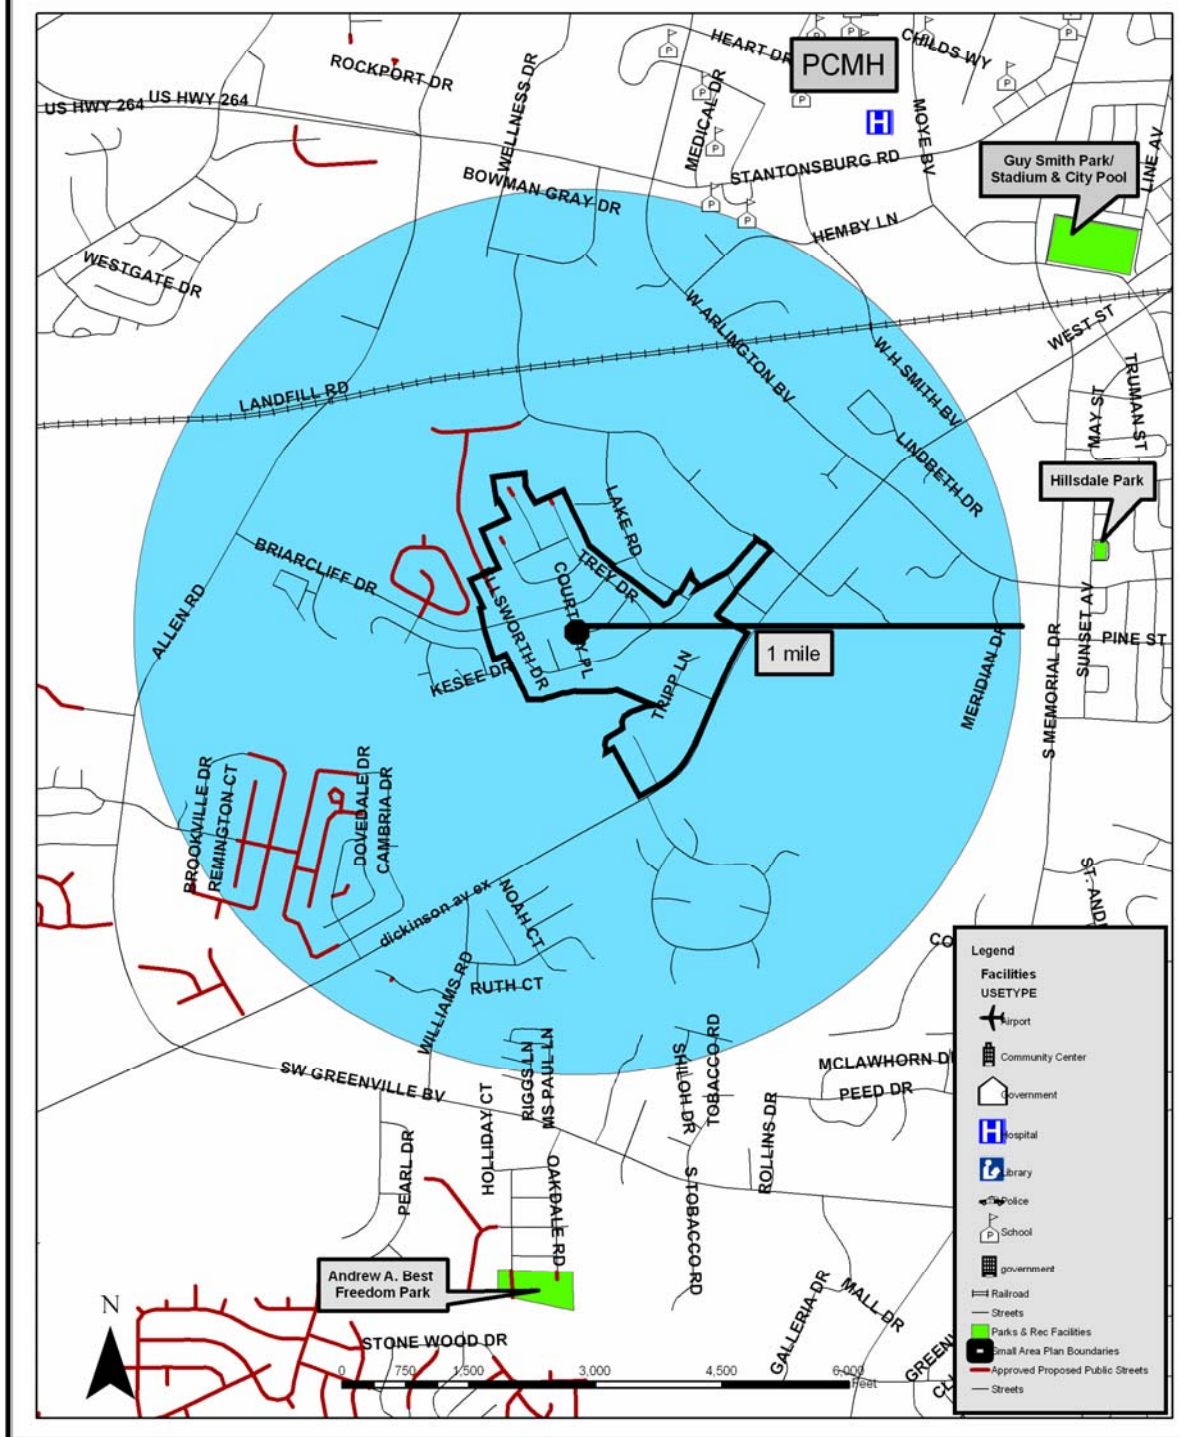 ROCKPORT DR
US HWY 264
US HWY 264
WELLNESS DR
HEART DR
PCMH
CHILDS WY
MEDICAL DR
MOYE BV
H
STANTONSBURG RD
BOWMAN GRAY DR
Guy Smith Park/
Stadium & City Pool
LINE AV
HEMBY LN
WESTGATE DR
WEST ST
W ARLINGTON BV
W H SMITH BV
LANDFILL RD
MAY ST
TRUMAN ST
LINDBETH DR
Hillsdale Park
LAKE RD
BRIARCLIFF DR
TREY DR
COURTNEY PL
ELLSWORTH DR
ALLEN RD
KESEE DR
TRIPP LN
1 mile
MERIDIAN DR
S MEMORIAL DR
SUNSET AV
PINE ST
BROOKVILLE DR
REMINGTON CT
DOVEDALE DR
CAMBRIA DR
dickinson av ex
NOAH CT
ST. AND
CO
RUTH CT
WILLIAMS RD
SW GREENVILLE BV
RIGGS LN
MS PAUL LN
SHILOH DR
TOBACCO RD
MCLAWHORN D
PEED DR
HOLLIDAY CT
ROLLINS DR
PEARL DR
OAKDALE RD
S TOBACCO RD
Andrew A. Best
Freedom Park
GALLERIA DR
MALL DR
GREEN
CL
STONE WOOD DR
N
0 750 1,500 3,000 4,500 6,000
Feet
Legend
Facilities
USETYPE
Airport
Community Center
Government
H Hospital
Library
Police
P School
government
Railroad
Streets
Parks & Rec Facilities
Small Area Plan Boundaries
Approved Proposed Public Streets
Streets